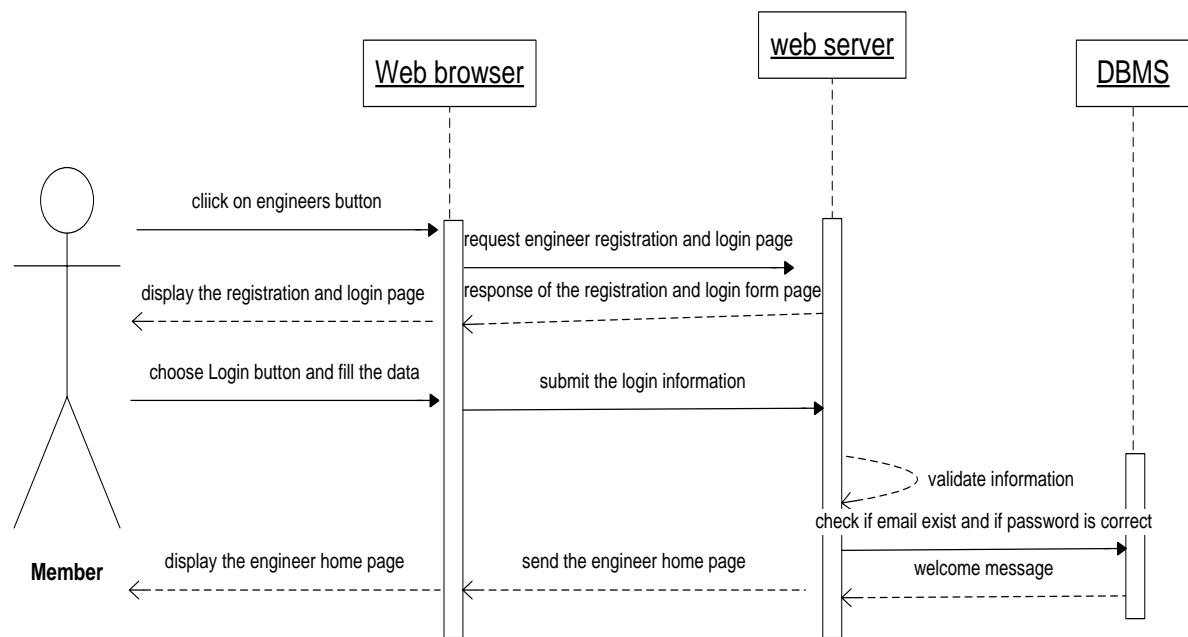 web server
Web browser
DBMS
cliick on engineers button
request engineer registration and login page
display the registration and login page
response of the registration and login form page
choose Login button and fill the data
submit the login information
validate information
check if email exist and if password is correct
Member
display the engineer home page
send the engineer home page
welcome message